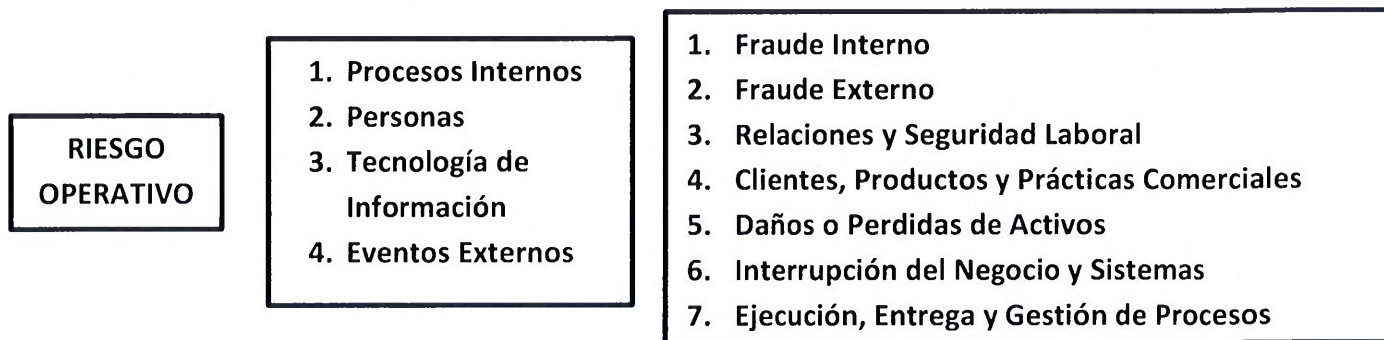 RIESGO
OPERATIVO
1. Procesos Internos
2. Personas
3. Tecnología de
Información
4. Eventos Externos
1. Fraude Interno
2. Fraude Externo
3. Relaciones y Seguridad Laboral
4. Clientes, Productos y Prácticas Comerciales
5. Daños o Perdidas de Activos
6. Interrupción del Negocio y Sistemas
7. Ejecución, Entrega y Gestión de Procesos